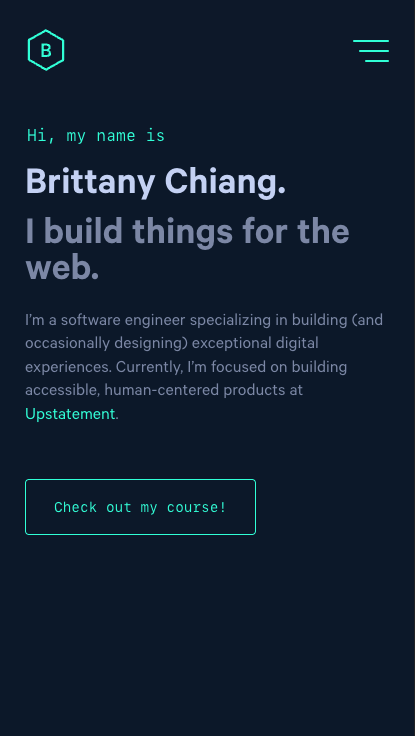 B
Hi, my name is
Brittany Chiang.
I build things for the
web.
I’m a software engineer specializing in building (and
occasionally designing) exceptional digital
experiences. Currently, I’m focused on building
accessible, human-centered products at
Upstatement.
Check out my course!